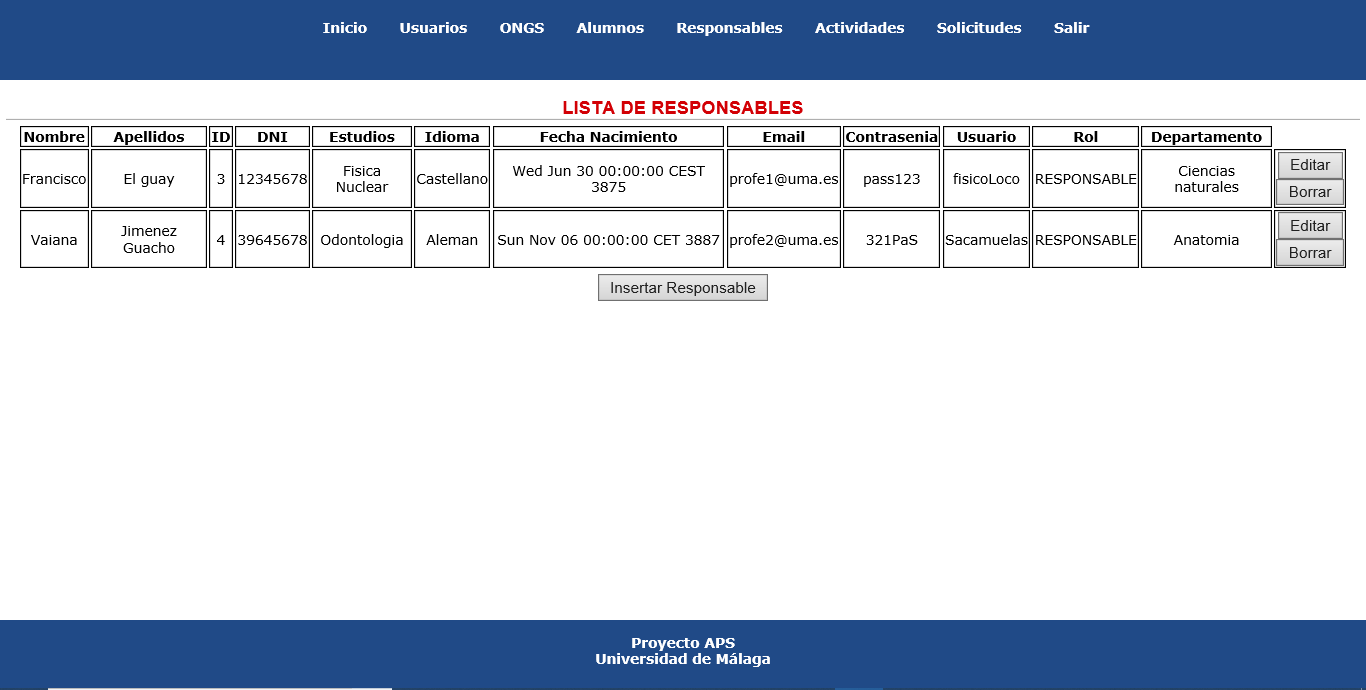 Inicio Usuarios ONGS Alumnos Responsables Actividades Solicitudes Salir
LISTA DE RESPONSABLES
Nombre Apellidos ID DNI Estudios Idioma Fecha Nacimiento Email Contrasenia Usuario Rol Departamento
Francisco El guay 3 12345678 Fisica Nuclear Castellano Wed Jun 30 00:00:00 CEST 3875 profe1@uma.es pass123 fisicoLoco RESPONSABLE Ciencias naturales Editar Borrar
Vaiana Jimenez Guacho 4 39645678 Odontologia Aleman Sun Nov 06 00:00:00 CET 3887 profe2@uma.es 321PaS Sacamuelas RESPONSABLE Anatomia Editar Borrar
Insertar Responsable
Proyecto APS
Universidad de Málaga